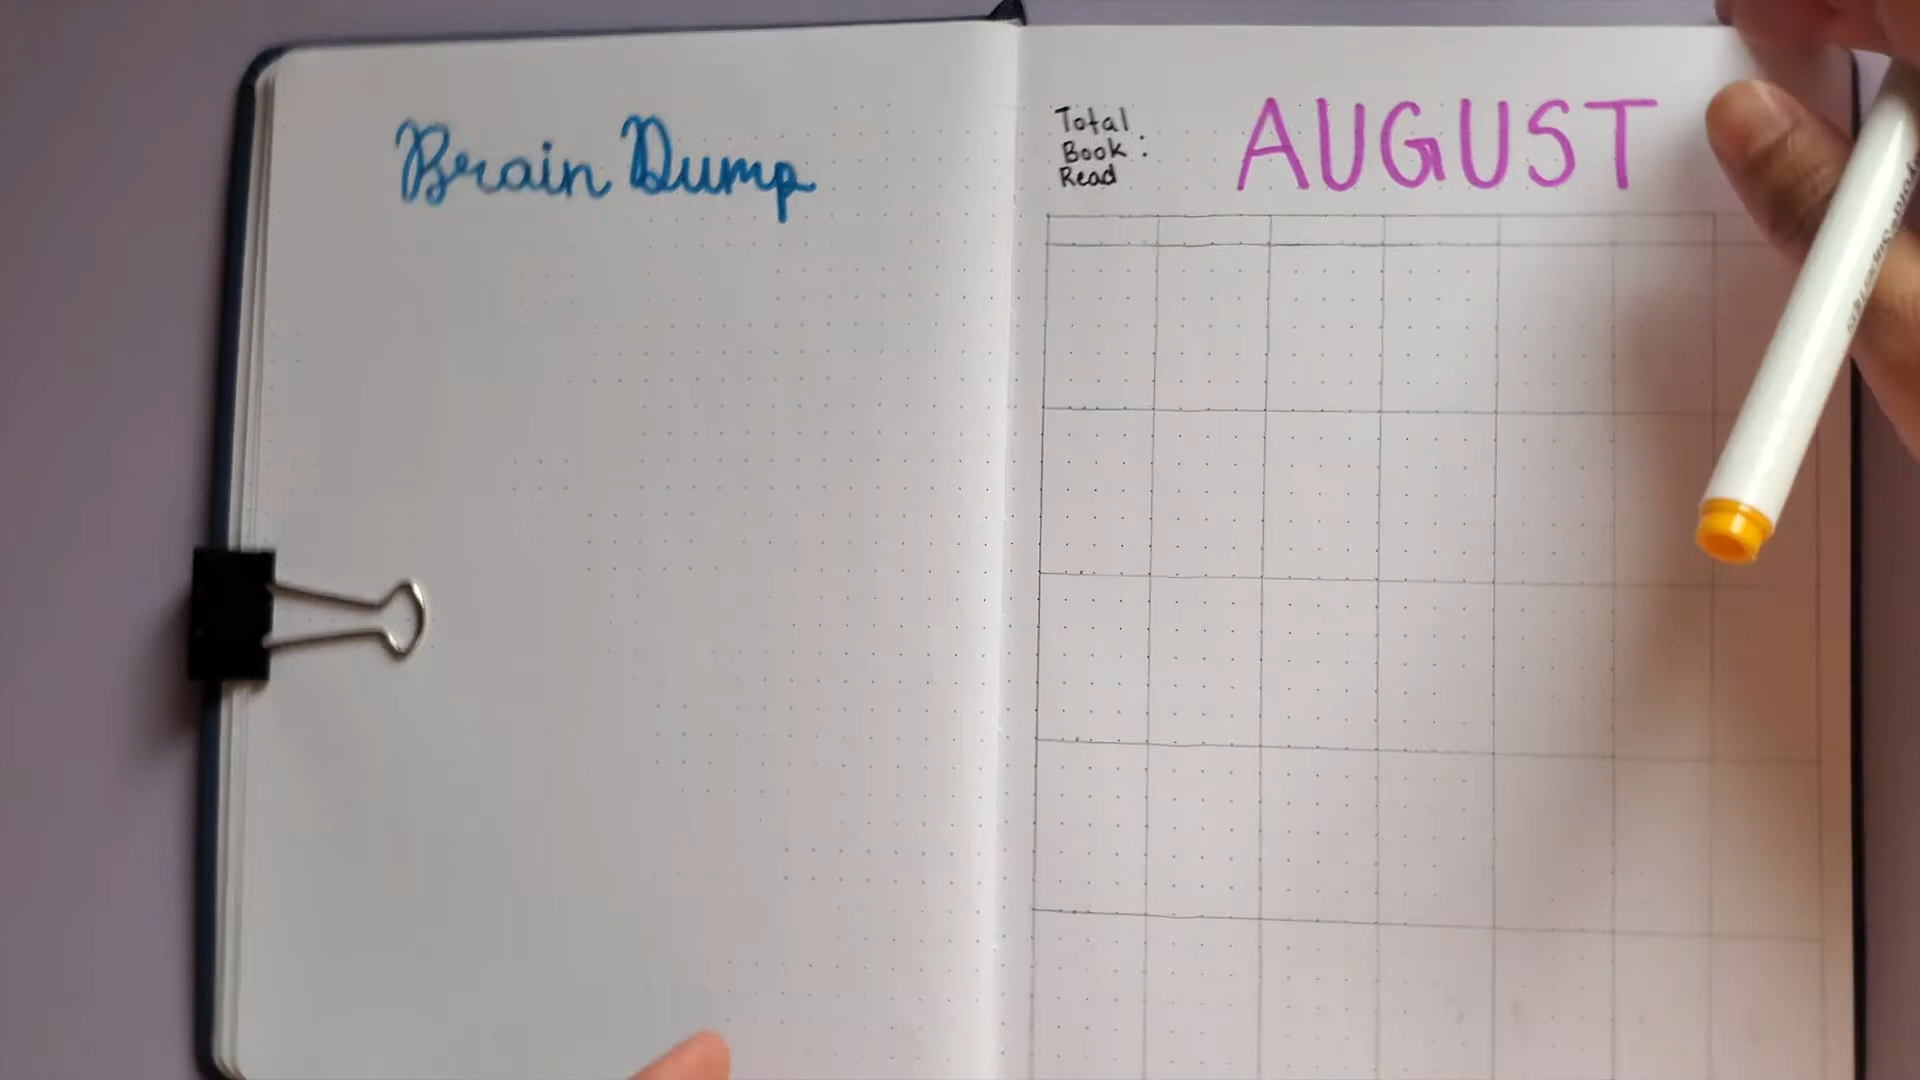 Brain Dump
Total
Book :
Read
AUGUST